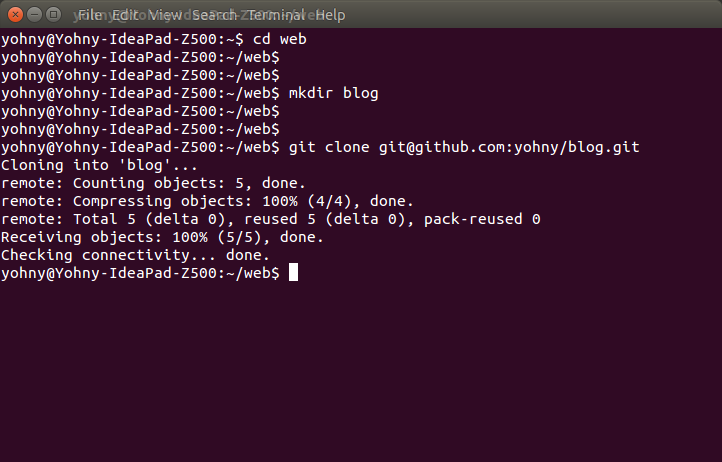 File Edit View Search Terminal Help
yohny@Yohny-IdeaPad-Z500:~$ cd web
yohny@Yohny-IdeaPad-Z500:~/web$
yohny@Yohny-IdeaPad-Z500:~/web$
yohny@Yohny-IdeaPad-Z500:~/web$ mkdir blog
yohny@Yohny-IdeaPad-Z500:~/web$
yohny@Yohny-IdeaPad-Z500:~/web$
yohny@Yohny-IdeaPad-Z500:~/web$ git clone git@github.com:yohny/blog.git
Cloning into 'blog'...
remote: Counting objects: 5, done.
remote: Compressing objects: 100% (4/4), done.
remote: Total 5 (delta 0), reused 5 (delta 0), pack-reused 0
Receiving objects: 100% (5/5), done.
Checking connectivity... done.
yohny@Yohny-IdeaPad-Z500:~/web$